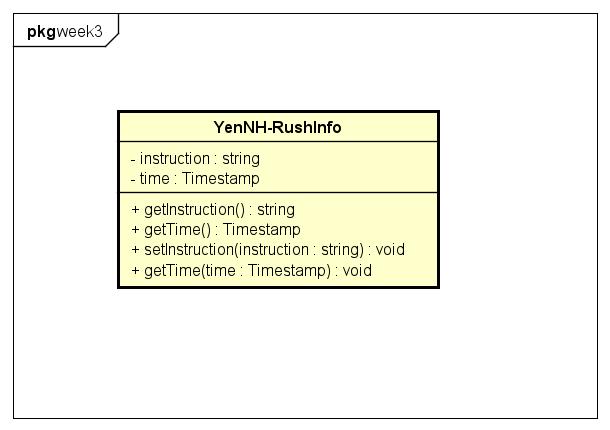 pkgweek3
YenNH-RushInfo
- instruction : string
- time : Timestamp
+ getInstruction() : string
+ getTime() : Timestamp
+ setInstruction(instruction : string) : void
+ getTime(time : Timestamp) : void